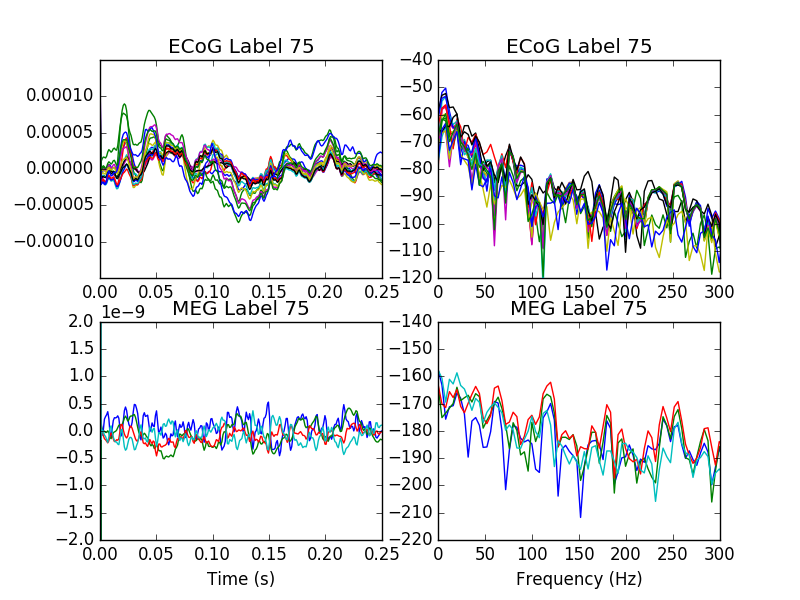 ECoG Label 75
ECoG Label 75
0.00010
0.00005
0.00000
−0.00005
−0.00010
0.00 0.05 0.10 0.15 0.20 0.25
−40
−50
−60
−70
−80
−90
−100
−110
−120
0 50 100 150 200 250 300
1e−9
MEG Label 75
MEG Label 75
2.0
1.5
1.0
0.5
0.0
−0.5
−1.0
−1.5
−2.0
0.00 0.05 0.10 0.15 0.20 0.25
Time (s)
−140
−150
−160
−170
−180
−190
−200
−210
−220
0 50 100 150 200 250 300
Frequency (Hz)